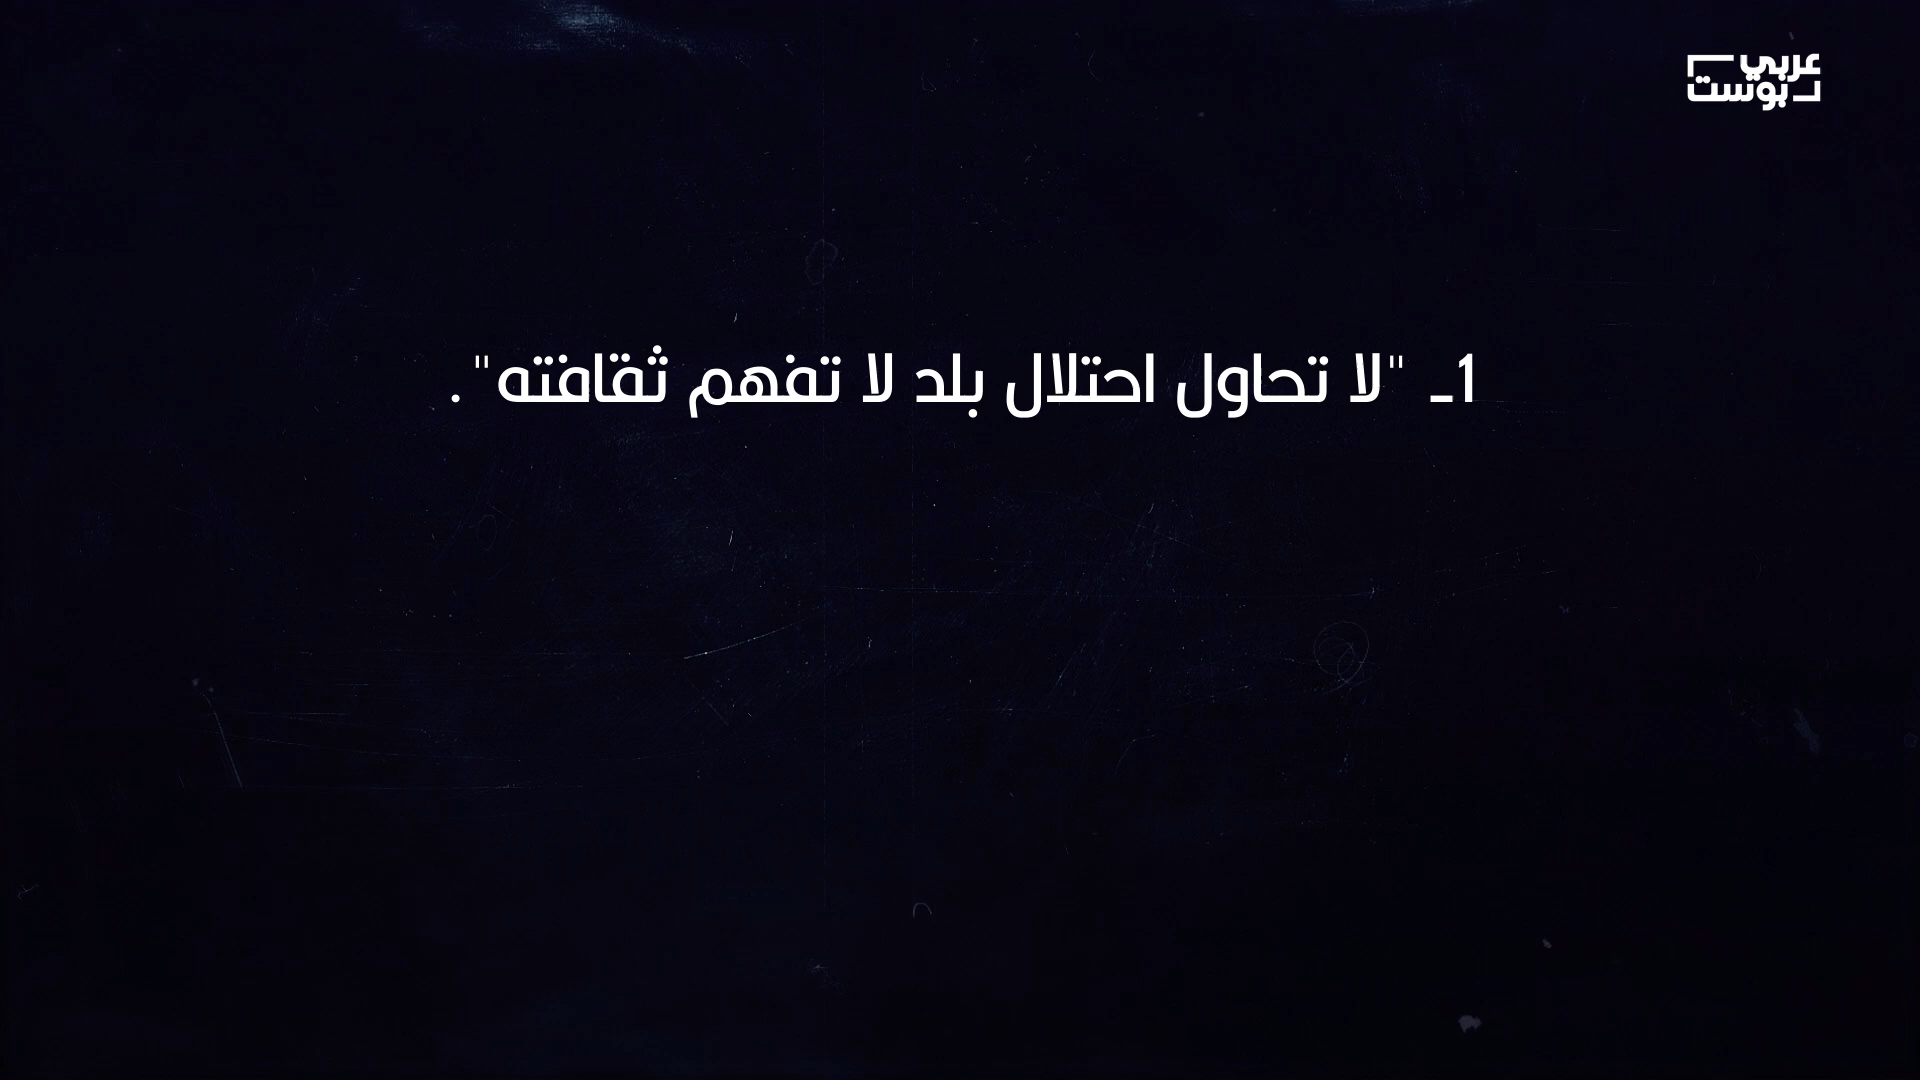 عربي
بوست
1ـ "لا تحاول احتلال بلد لا تفهم ثقافته".